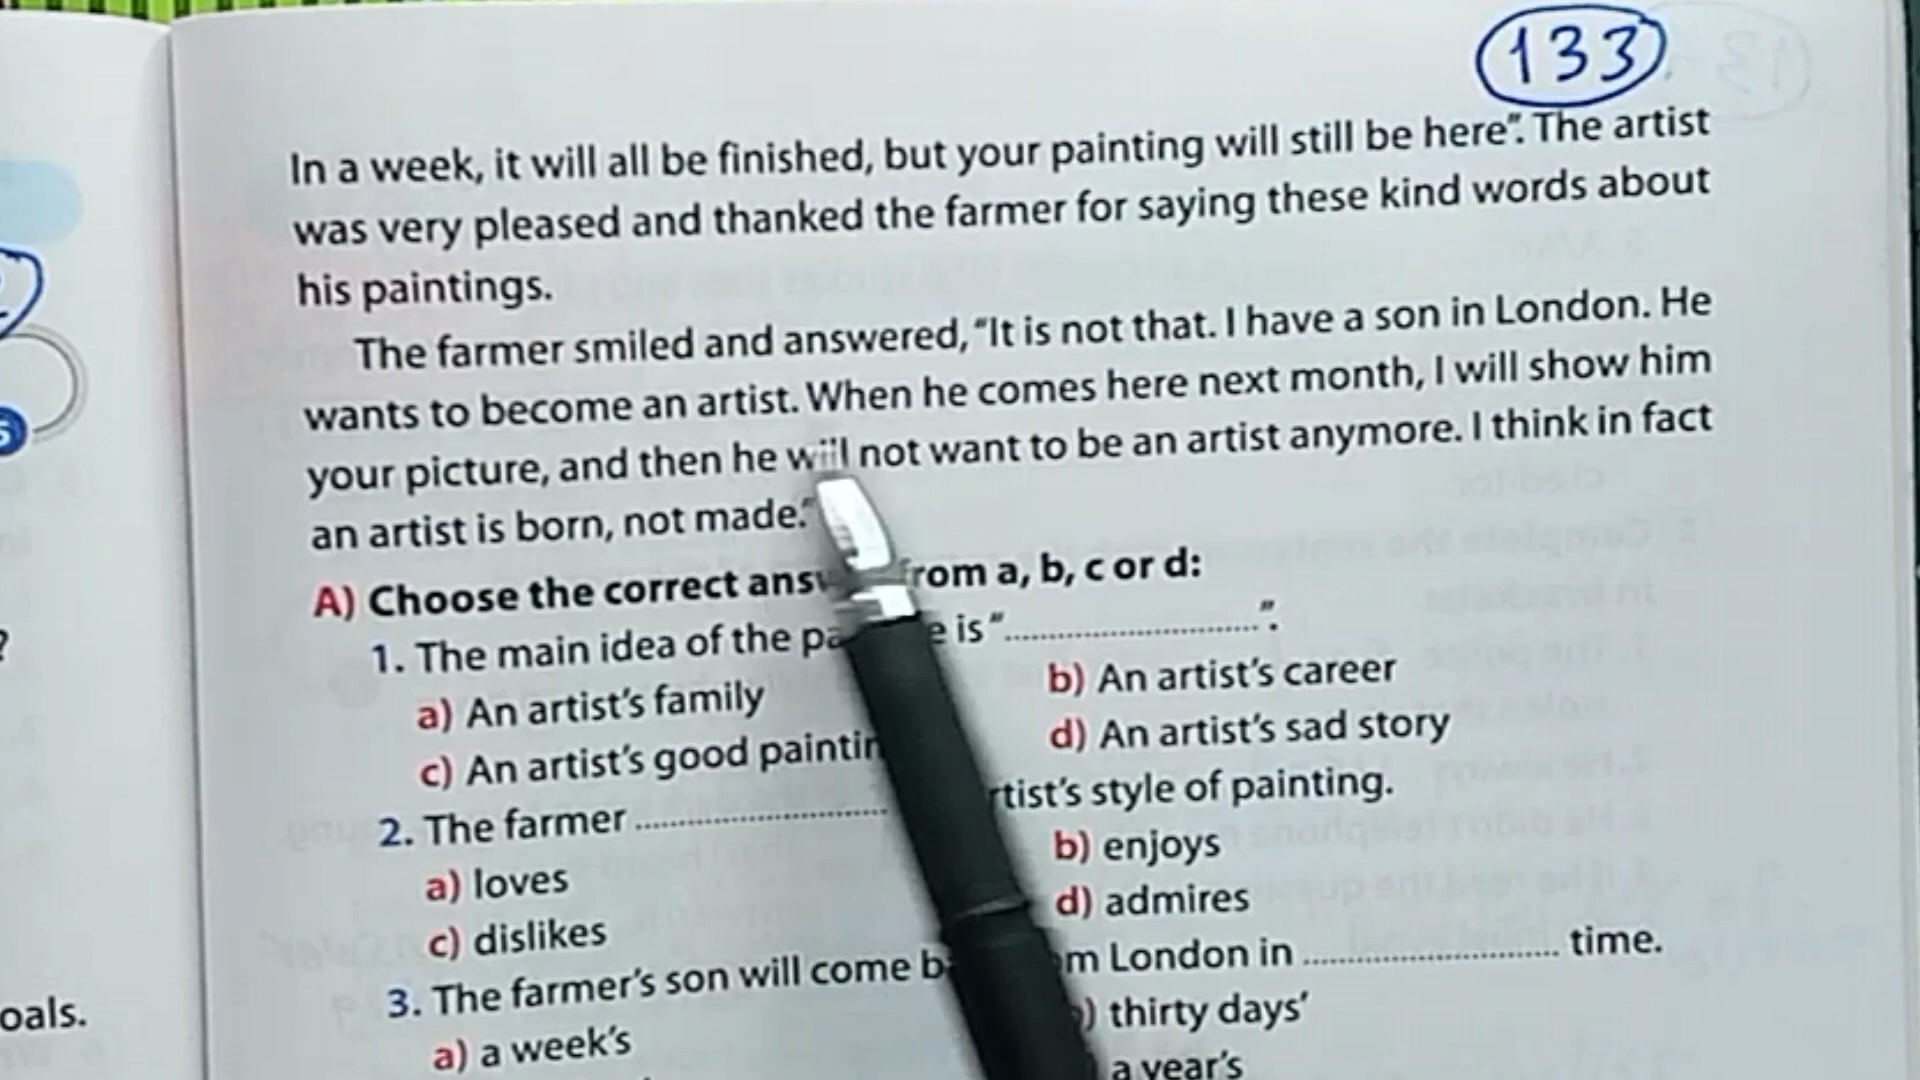 133
In a week, it will all be finished, but your painting will still be here”. The artist
was very pleased and thanked the farmer for saying these kind words about
his paintings.
The farmer smiled and answered, “It is not that. I have a son in London. He
wants to become an artist. When he comes here next month, I will show him
your picture, and then he will not want to be an artist anymore. I think in fact
an artist is born, not made.”
A) Choose the correct from a, b, c or d:
1. The main idea of the is “..............................”.
a) An artist’s family
b) An artist’s career
c) An artist’s good
d) An artist’s sad story
2. The farmer .............................. style of painting.
a) loves
b) enjoys
c) dislikes
d) admires
3. The farmer’s son will come London in .............................. time.
a) a week’s
thirty days’
a year’s
oals.
?